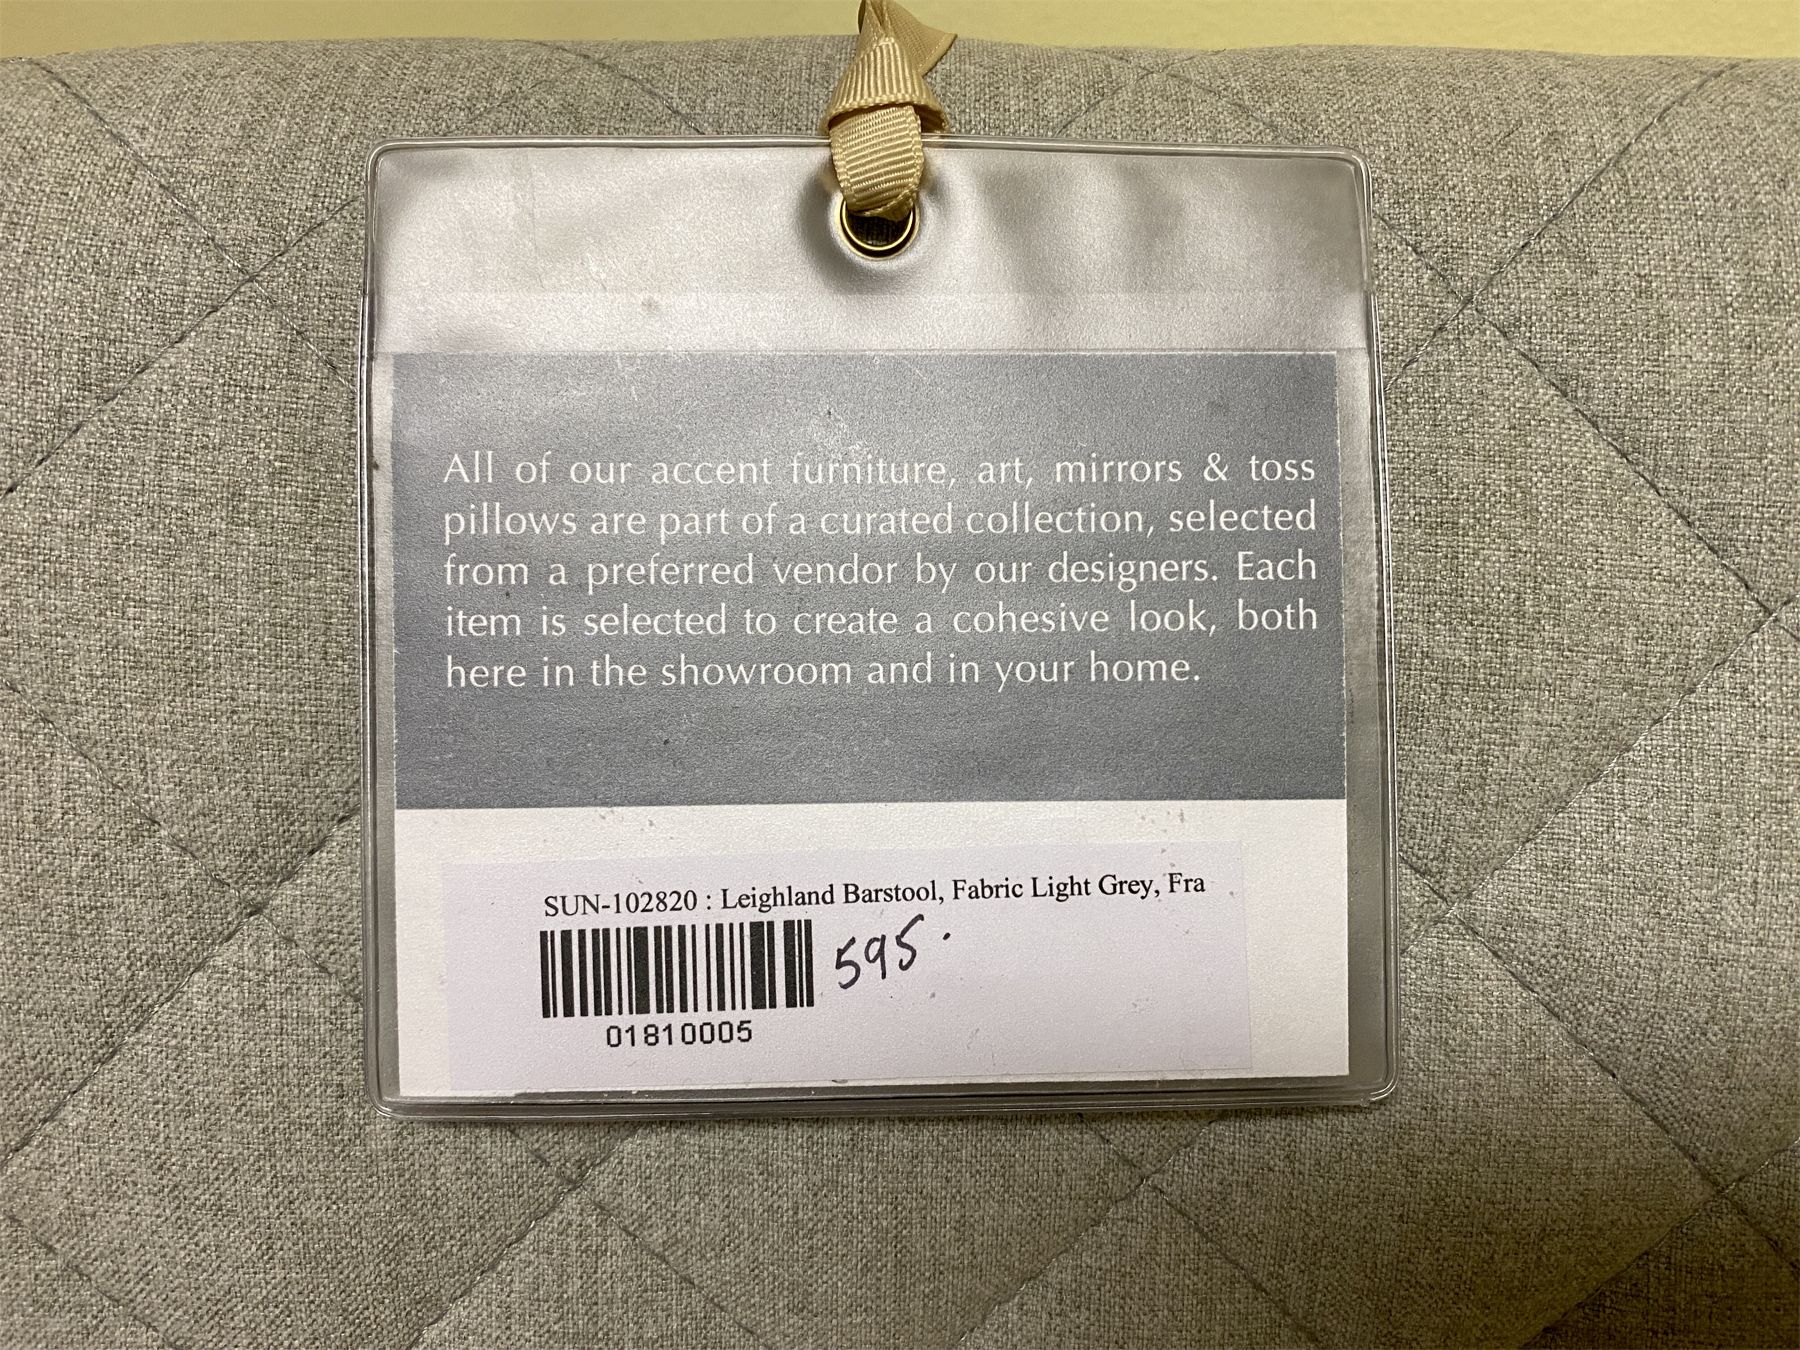 All of our accent furniture, art, mirrors & toss
pillows are part of a curated collection, selected
from a preferred vendor by our designers. Each
item is selected to create a cohesive look, both
here in the showroom and in your home.
SUN-102820 : Leighland Barstool, Fabric Light Grey, Fra
595.
01810005